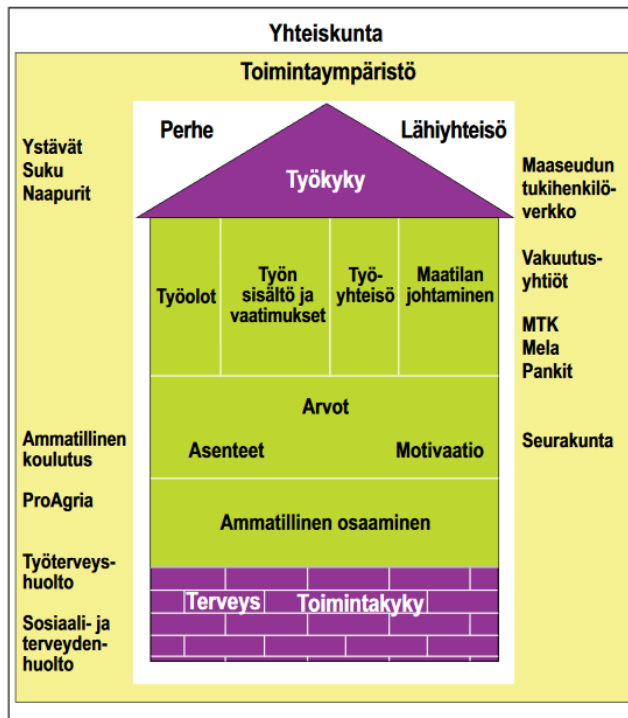 Yhteiskunta
Toimintaympäristö
Perhe
Lähiyhteisö
Ystävät
Suku
Naapurit
Työkyky
Maaseudun
tukihenkilö-
verkko
Vakuutus-
yhtiöt
MTK
Mela
Pankit
Työolot
Työn
sisältö ja
vaatimukset
Työ-
yhteisö
Maatilan
johtaminen
Arvot
Asenteet
Motivaatio
Ammatillinen
koulutus
Seurakunta
ProAgria
Ammatillinen osaaminen
Työterveys-
huolto
Terveys
Toimintakyky
Sosiaali- ja
terveyden-
huolto